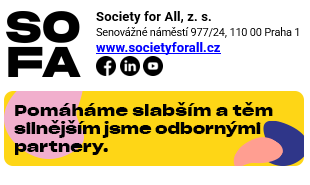 SO
FA
Society for All, z. s.
Senovážné náměstí 977/24, 110 00 Praha 1
www.societyforall.cz
Pomáháme slabším a těm
silnějším jsme odbornými
partnery.